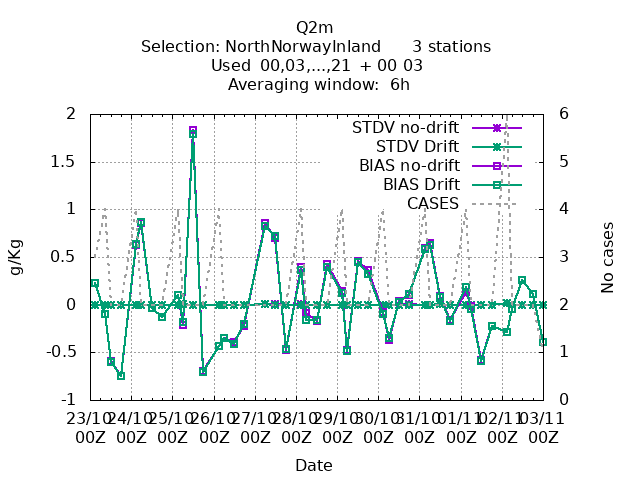 Q2m
Selection: NorthNorwayInland 3 stations
Used 00,03,...,21 + 00 03
Averaging window: 6h
STDV no-drift
STDV Drift
BIAS no-drift
BIAS Drift
CASES
2
1.5
1
0.5
0
-0.5
-1
g/Kg
6
5
4
3
2
1
0
No cases
23/10 24/10 25/10 26/10 27/10 28/10 29/10 30/10 31/10 01/11 02/11 03/11
00Z 00Z 00Z 00Z 00Z 00Z 00Z 00Z 00Z 00Z 00Z 00Z
Date